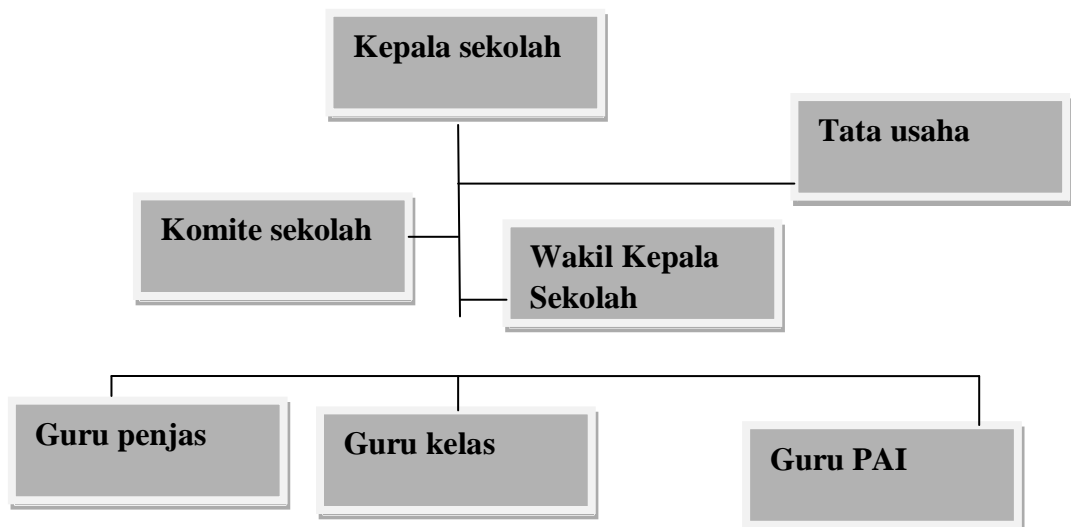 Kepala sekolah
Tata usaha
Komite sekolah
Wakil Kepala
Sekolah
Guru penjas
Guru kelas
Guru PAI